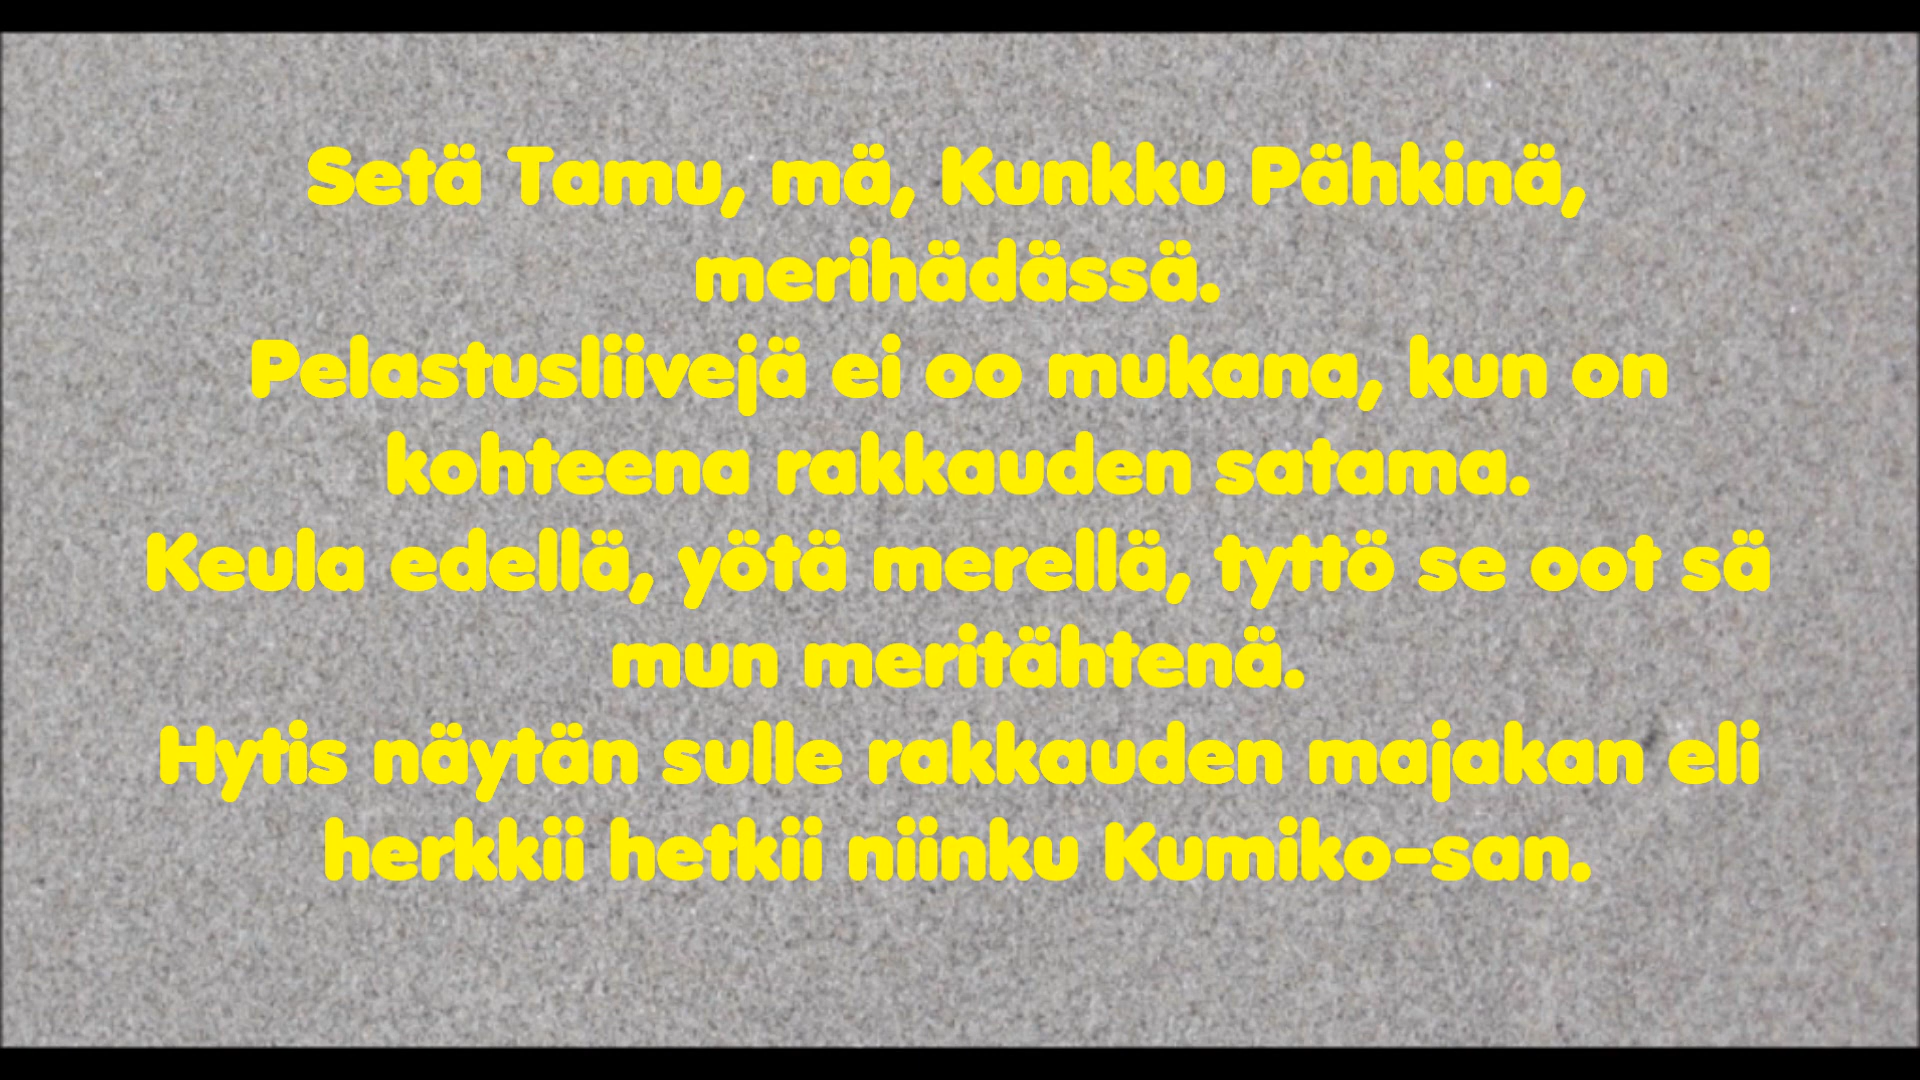 Setä Tamu, mä, Kunkku Pähkinä,
merihädässä.
Pelastusliivejä ei oo mukana, kun on
kohteena rakkauden satama.
Keula edellä, yötä merellä, tyttö se oot sä
mun meritähtenä.
Hytis näytän sulle rakkauden majakan eli
herkkii hetkii niinku Kumiko-san.